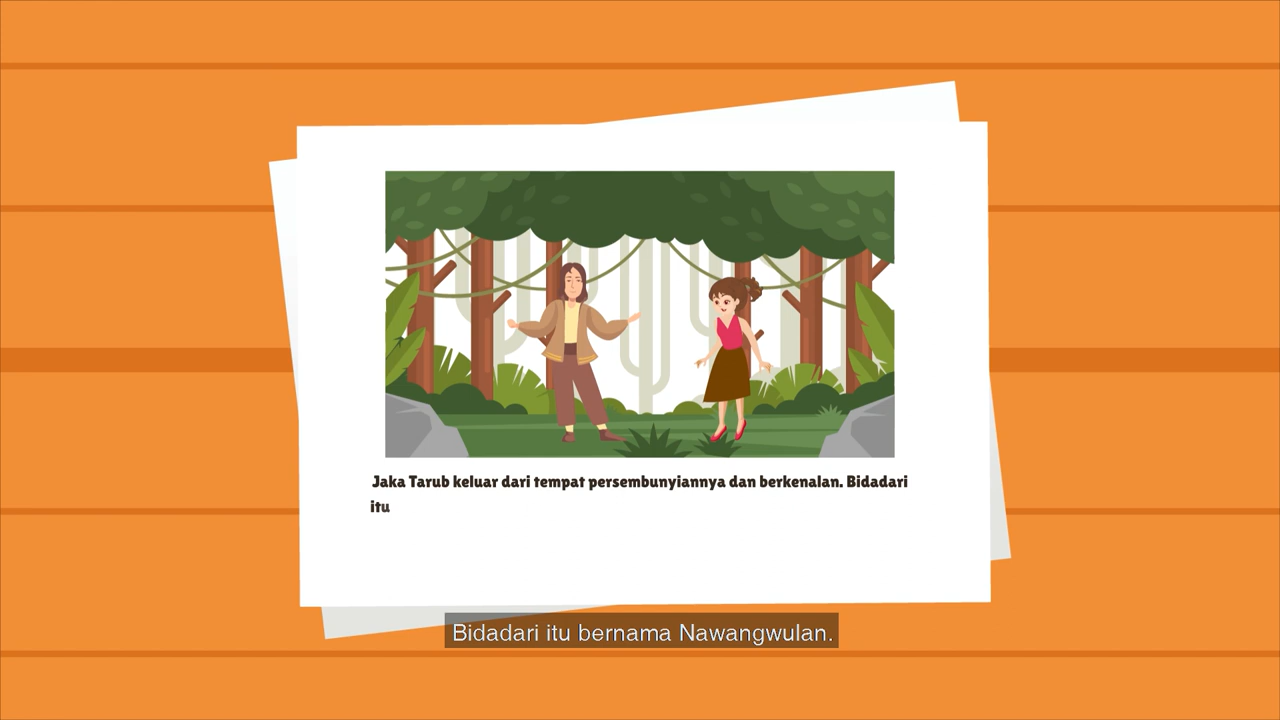 Jaka Tarub keluar dari tempat persembunyiannya dan berkenalan. Bidadari
itu
Bidadari itu bernama Nawangwulan.